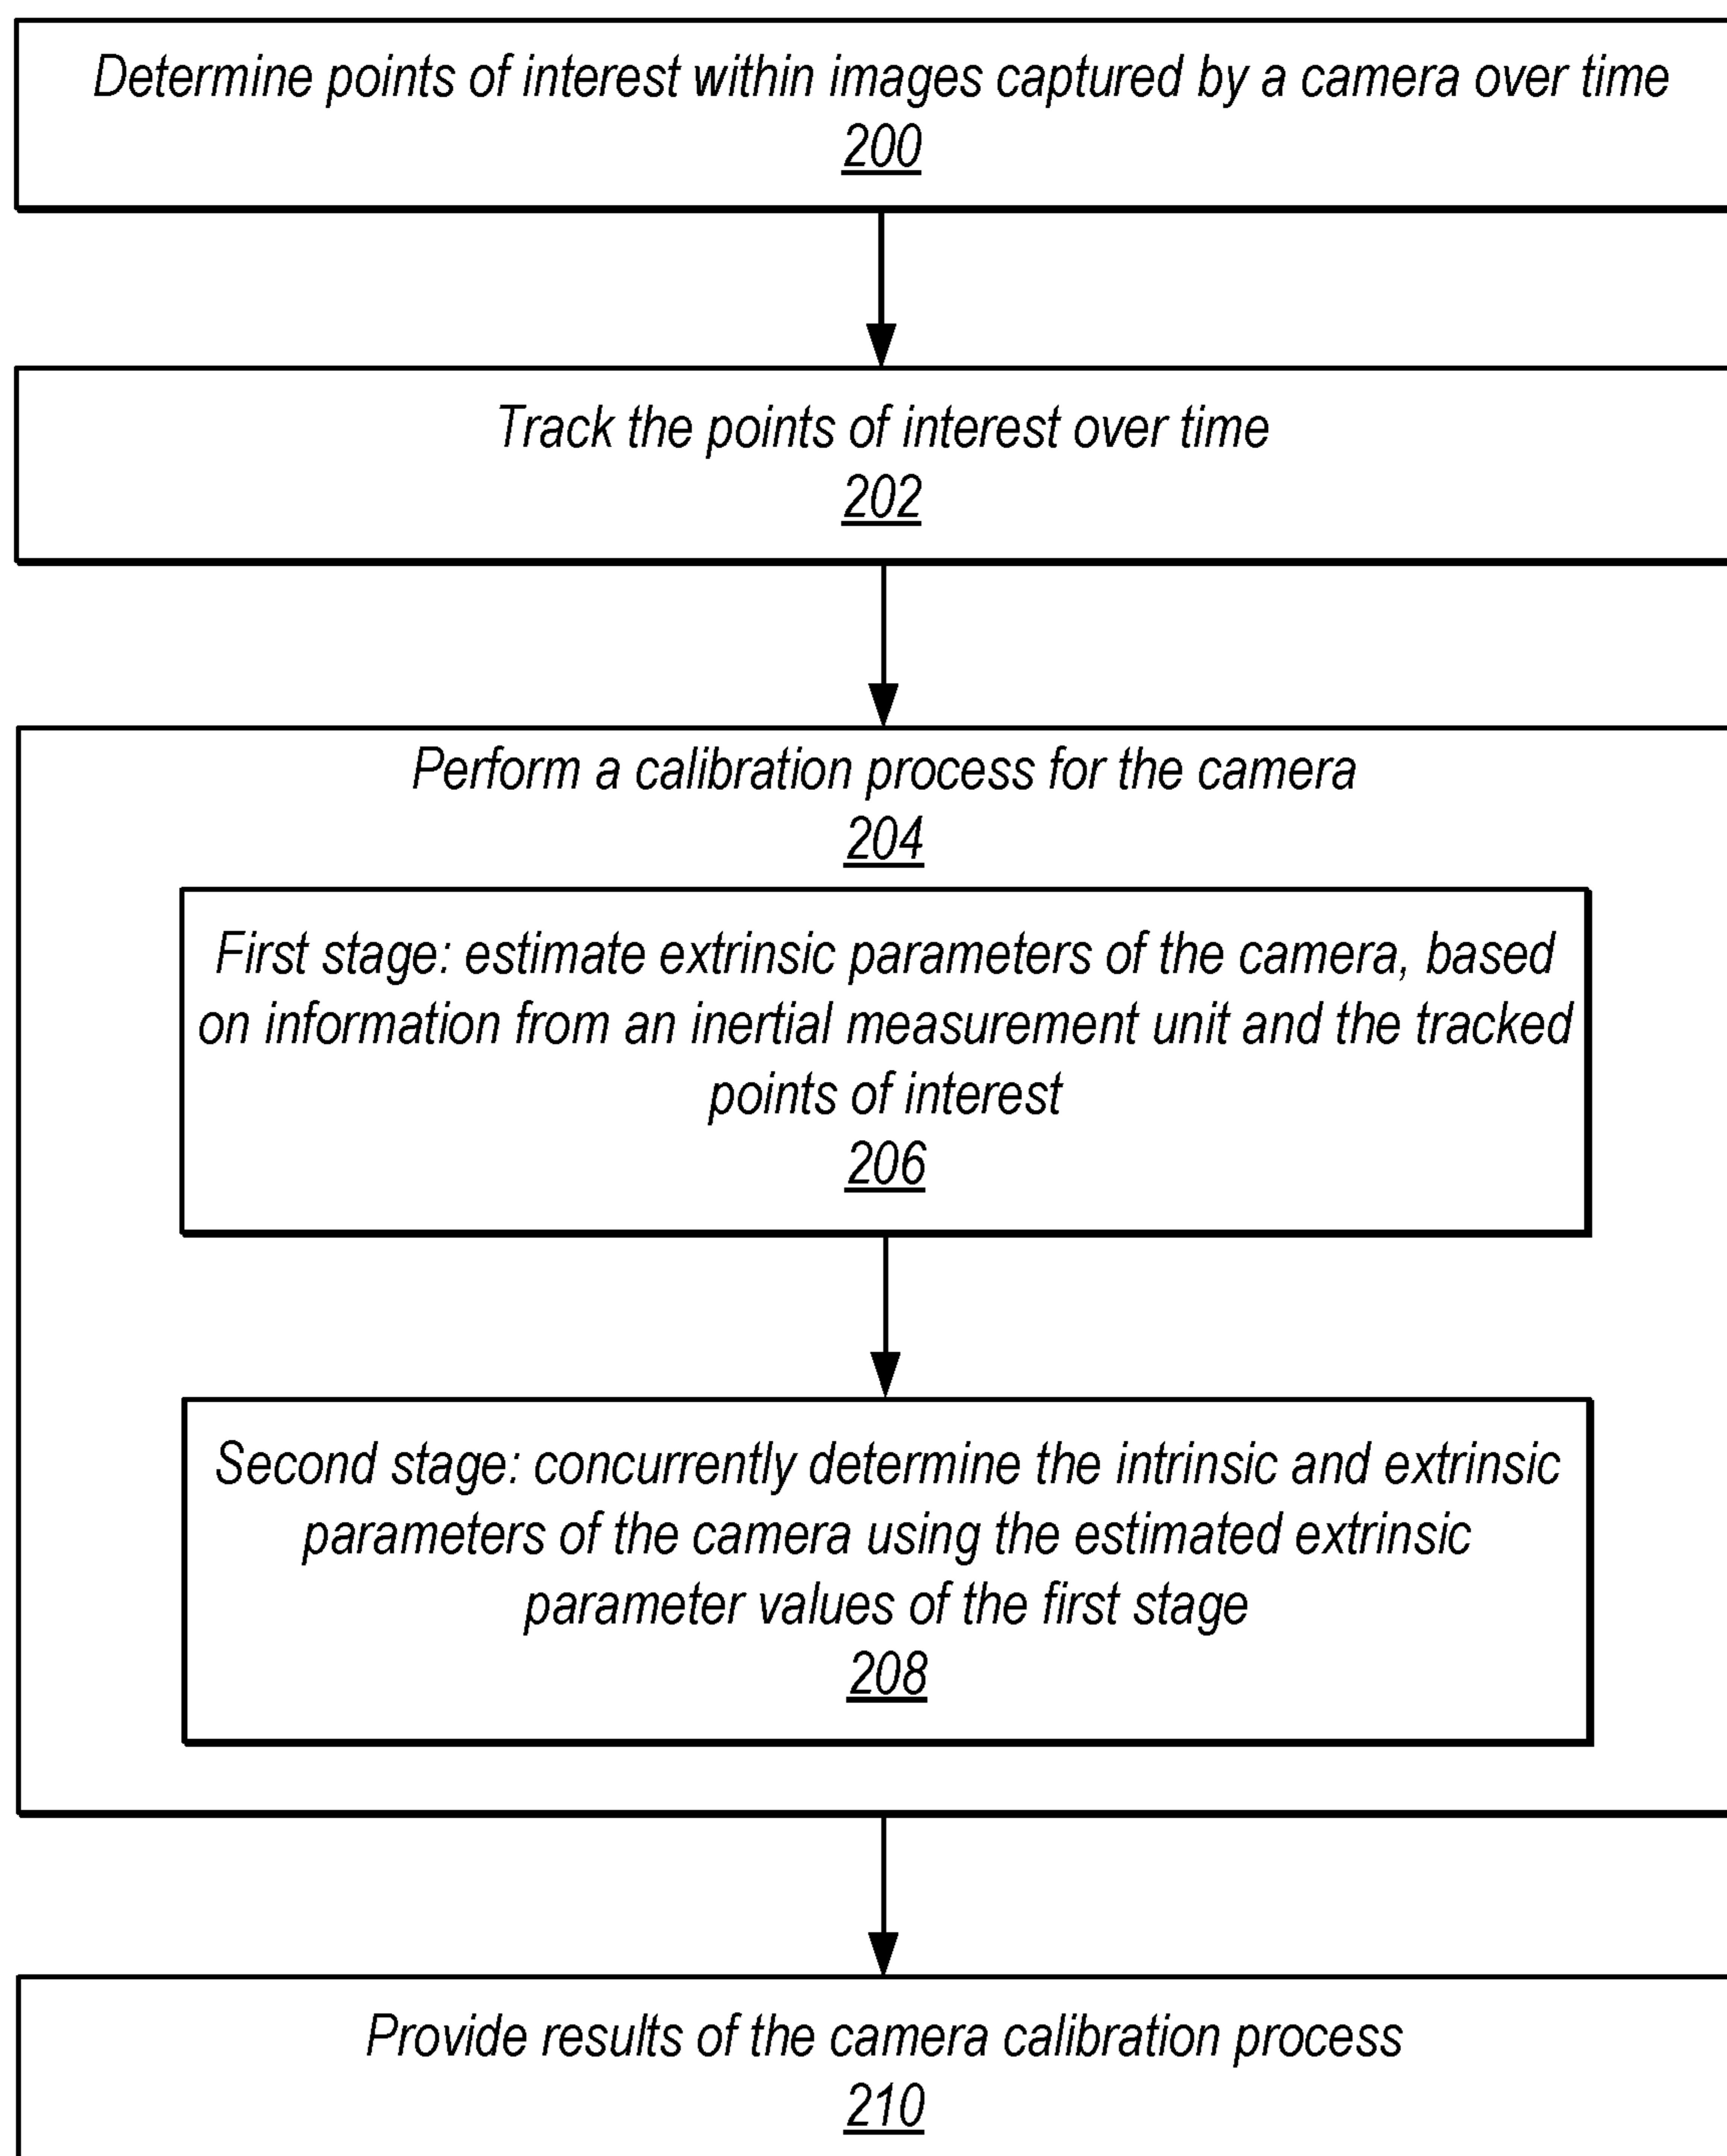 Determine points of interest within images captured by a camera over time
200
Track the points of interest over time
202
Perform a calibration process for the camera
204
First stage: estimate extrinsic parameters of the camera, based
on information from an inertial measurement unit and the tracked
points of interest
206
Second stage: concurrently determine the intrinsic and extrinsic
parameters of the camera using the estimated extrinsic
parameter values of the first stage
208
Provide results of the camera calibration process
210